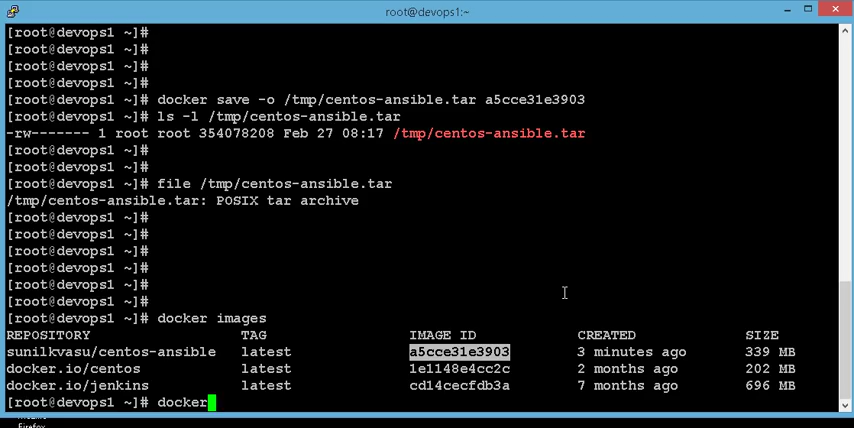 root@devops1:~
[root@devops1 ~]#
[root@devops1 ~]#
[root@devops1 ~]#
[root@devops1 ~]#
[root@devops1 ~]# docker save -o /tmp/centos-ansible.tar a5cce31e3903
[root@devops1 ~]# ls -l /tmp/centos-ansible.tar
-rw------- 1 root root 354078208 Feb 27 08:17 /tmp/centos-ansible.tar
[root@devops1 ~]#
[root@devops1 ~]#
[root@devops1 ~]# file /tmp/centos-ansible.tar
/tmp/centos-ansible.tar: POSIX tar archive
[root@devops1 ~]#
[root@devops1 ~]#
[root@devops1 ~]#
[root@devops1 ~]#
[root@devops1 ~]#
[root@devops1 ~]#
[root@devops1 ~]# docker images
REPOSITORY TAG IMAGE ID CREATED SIZE
sunilkvasu/centos-ansible latest a5cce31e3903 3 minutes ago 339 MB
docker.io/centos latest 1e1148e4cc2c 2 months ago 202 MB
docker.io/jenkins latest cd14cecfdb3a 7 months ago 696 MB
[root@devops1 ~]# docker
Firefox